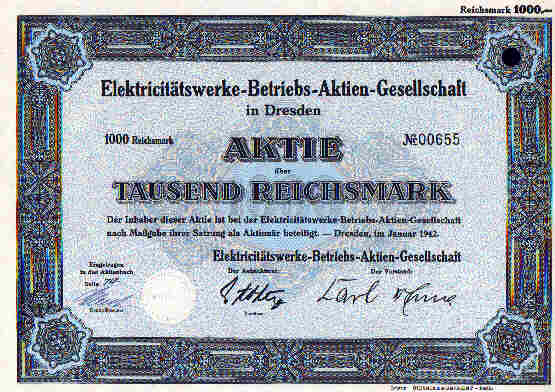 Reichsmark 1000,—
Elektricitätswerke-Betriebs-Aktien-Gesellschaft
in Dresden
1000 Reichsmark
№ 00655
AKTIE
über
TAUSEND REICHSMARK
Der Inhaber dieser Aktie ist bei der Elektricitätswerke-Betriebs-Aktien-Gesellschaft
nach Maßgabe ihrer Satzung als Aktionär beteiligt. — Dresden, im Januar 1942.
Elektricitätswerke-Betriebs-Aktien-Gesellschaft
Eingetragen
in das Aktienbuch
Seite
Der Aufsichtsrat:
Der Vorstand: